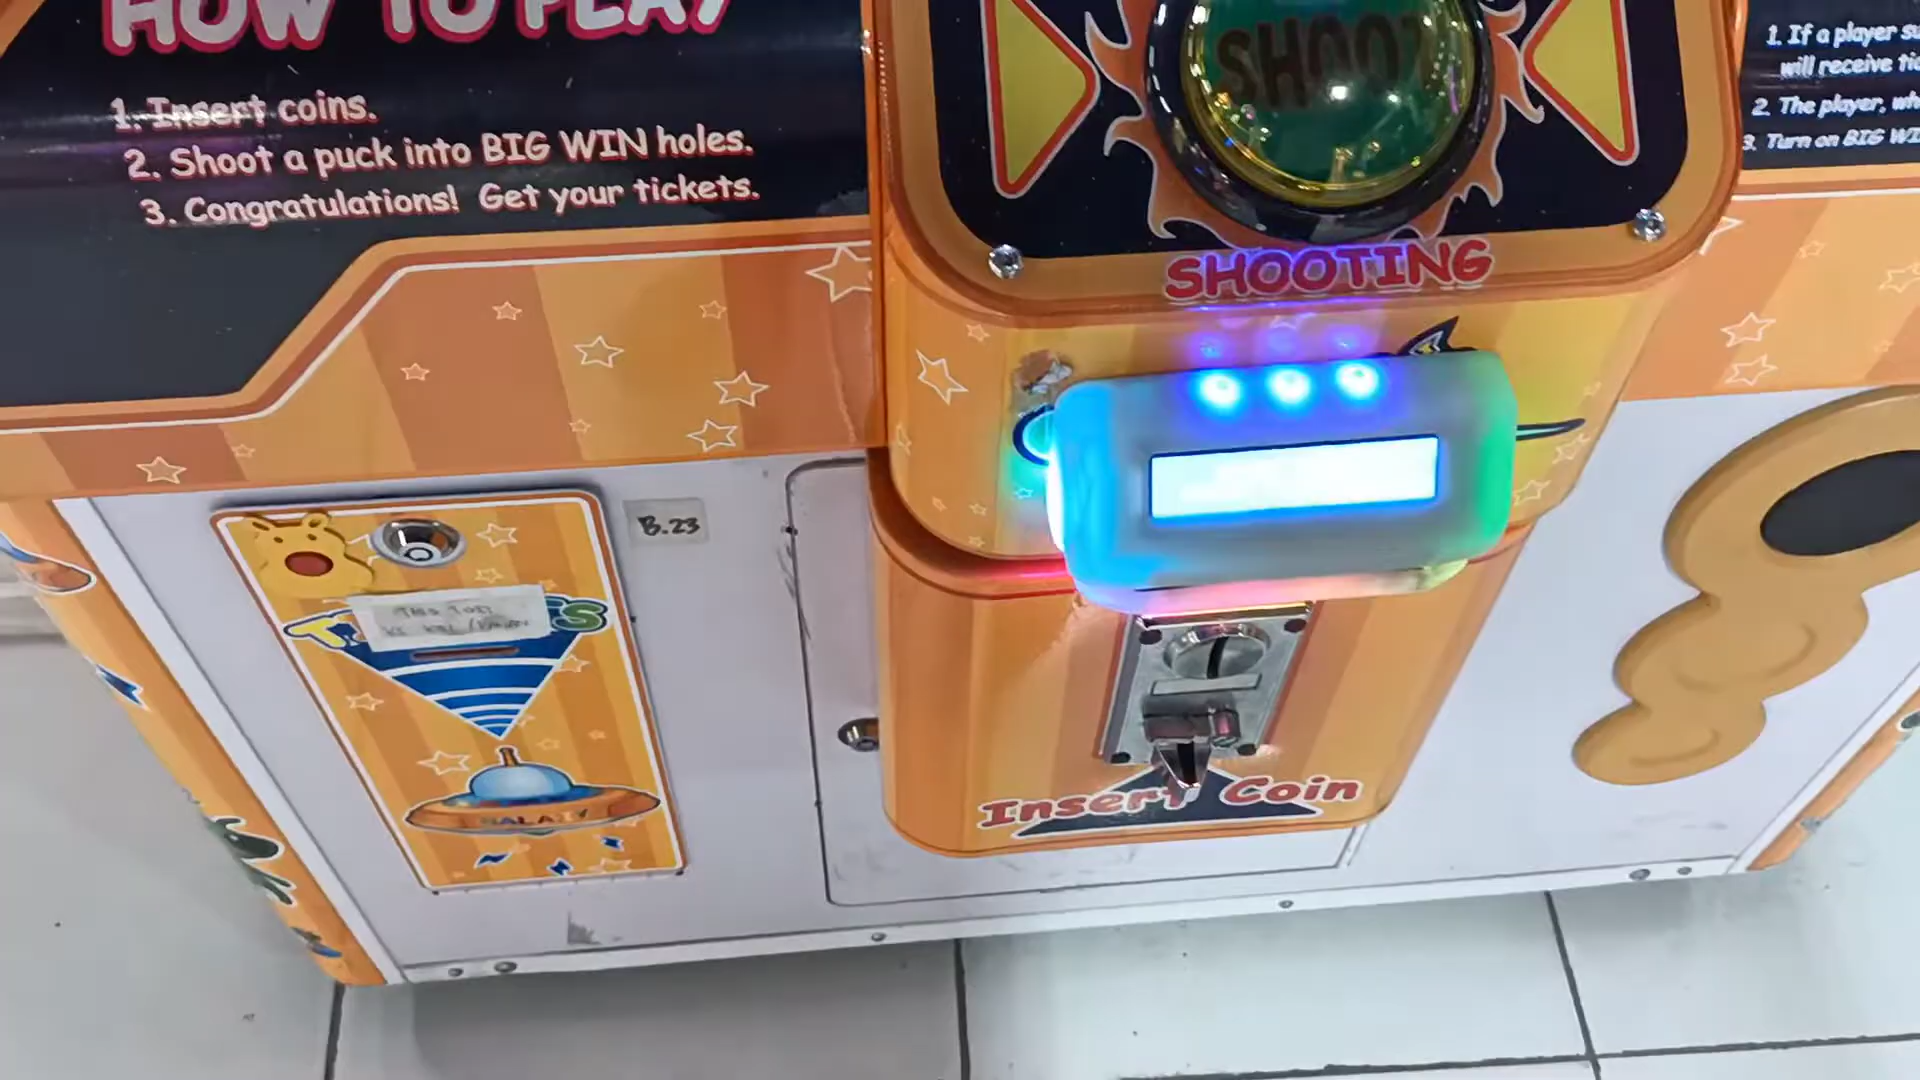 HOW TO PLAY
1. Insert coins.
2. Shoot a puck into BIG WIN holes.
3. Congratulations! Get your tickets.
SHOOT
SHOOTING
1. If a player
will receive
2. The player,
3. Turn on BIG
B.23
Insert Coin